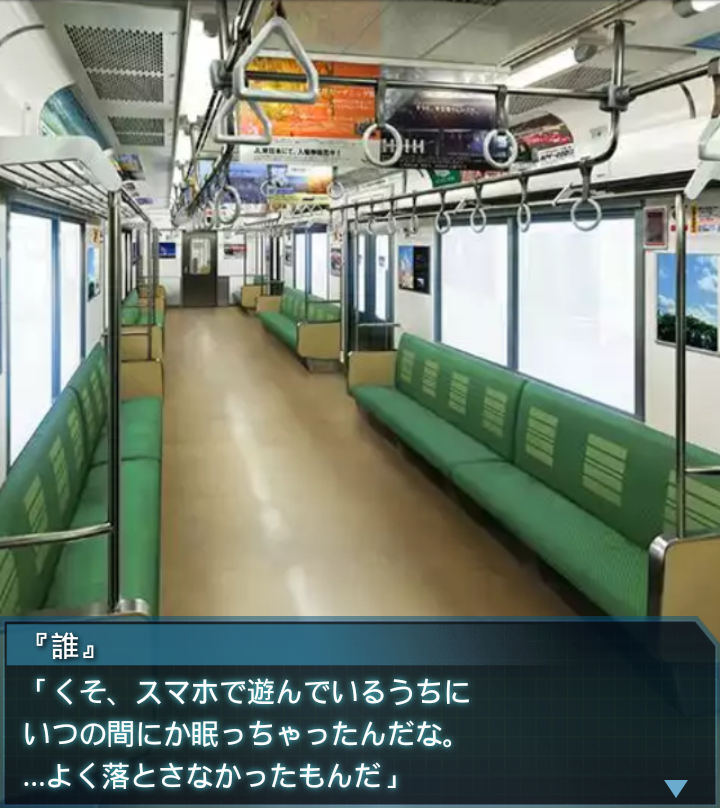 『誰』
「くそ、スマホで遊んでいるうちに
いつの間にか眠っちゃったんだな。
…よく落とさなかったもんだ」